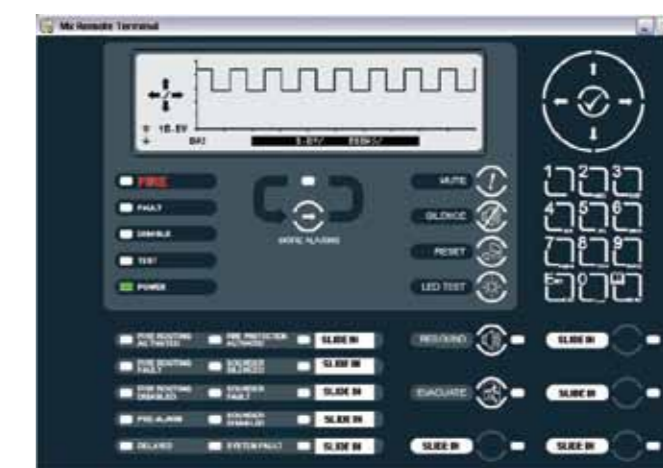 Mx Remote Terminal
FIRE
FAULT
DISABLE
TEST
POWER
MORE ALARMS
MUTE
SILENCE
RESET
LED TEST
1 2 3
4 5 6
7 8 9
0
FIRE ROUTING ACTIVATED
FIRE PROTECTION ACTIVATED
SLIDE IN
FIRE ROUTING FAULT
SOUNDER SILENCED
SLIDE IN
FIRE ROUTING DISABLED
SOUNDER FAULT
SLIDE IN
PRE-ALARM
SOUNDER DISABLED
SLIDE IN
DELAYED
SYSTEM FAULT
SLIDE IN
RESOUND
SLIDE IN
EVACUATE
SLIDE IN
SLIDE IN
SLIDE IN